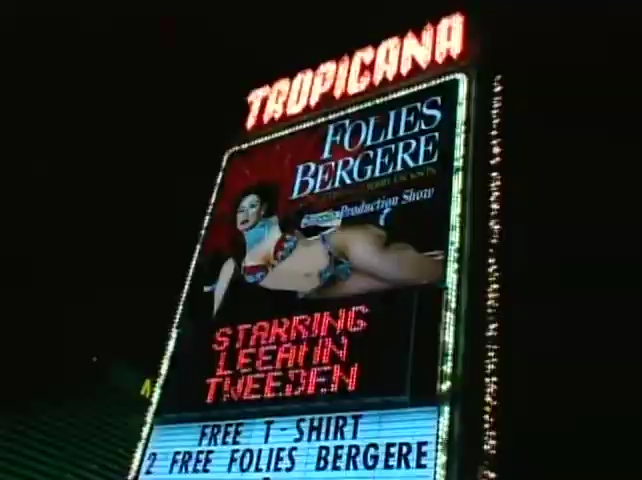 TROPICANA
FOLIES
BERGERE
Production Show
STARRING
LEEANN
TWEEDEN
FREE T-SHIRT
2 FREE FOLIES BERGERE